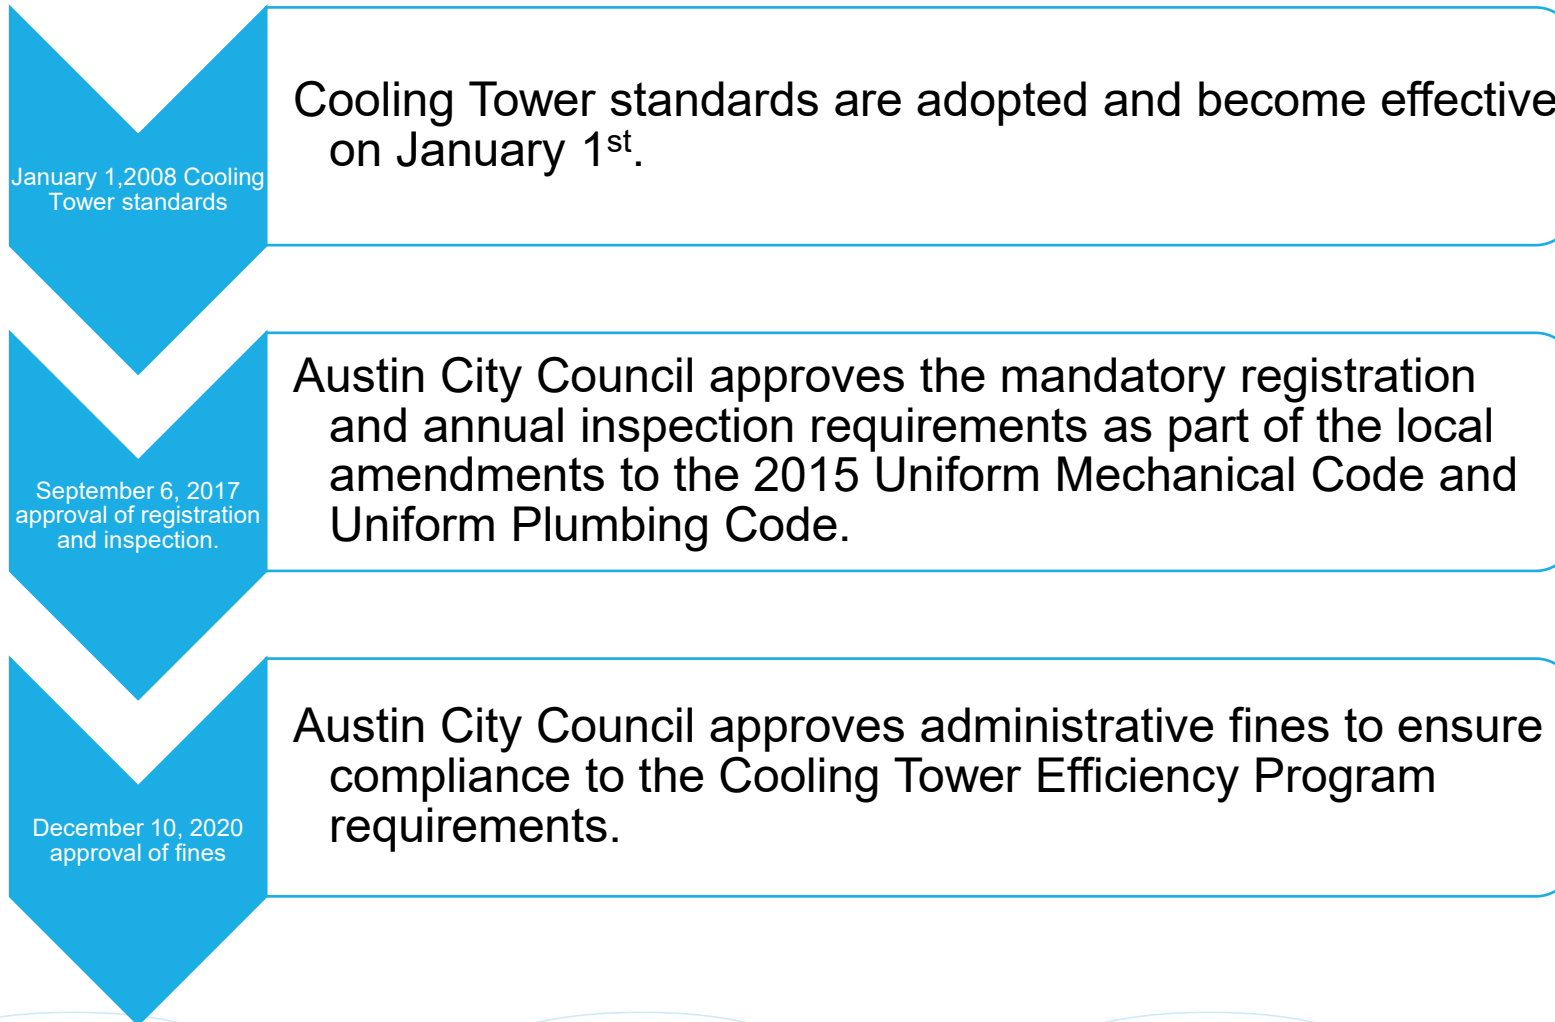 January 1,2008 Cooling
Tower standards
Cooling Tower standards are adopted and become effective
on January 1st.
September 6, 2017
approval of registration
and inspection.
Austin City Council approves the mandatory registration
and annual inspection requirements as part of the local
amendments to the 2015 Uniform Mechanical Code and
Uniform Plumbing Code.
December 10, 2020
approval of fines
Austin City Council approves administrative fines to ensure
compliance to the Cooling Tower Efficiency Program
requirements.